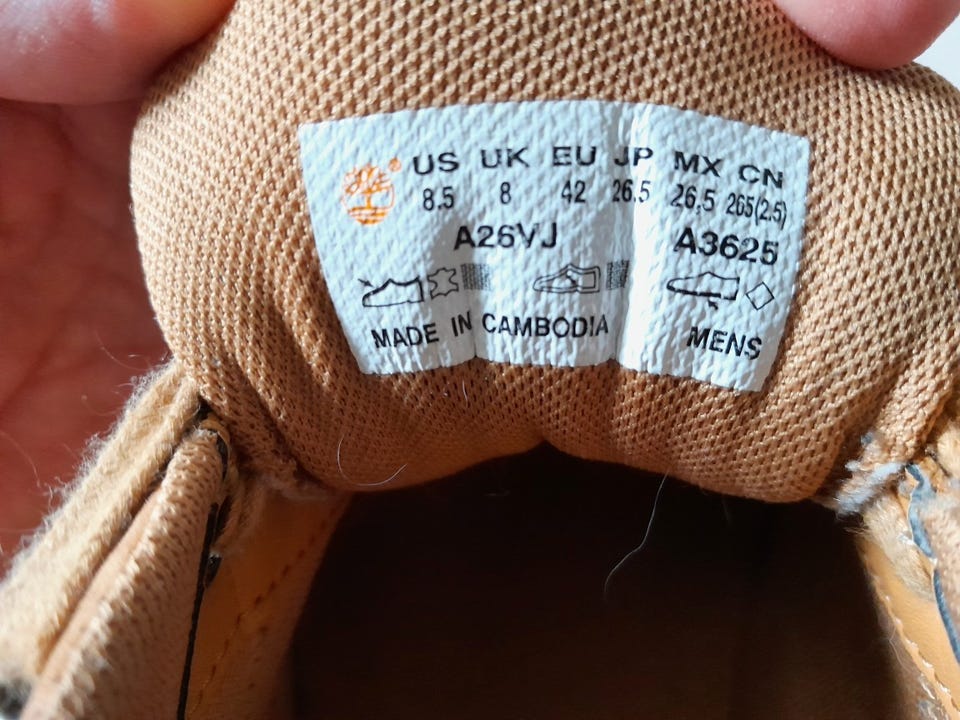 US UK EU JP MX CN
8.5 8 42 26.5 26,5 265(2.5)
A26VJ A3625
MADE IN CAMBODIA MENS